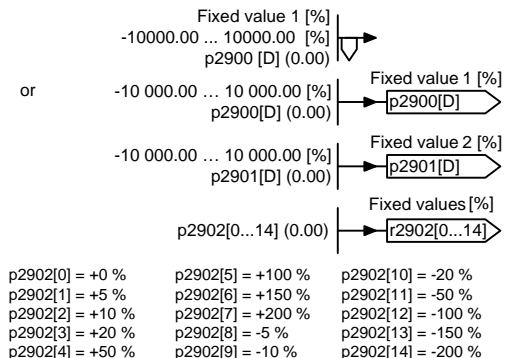 Fixed value 1 [%]
-10000.00 ... 10000.00 [%]
p2900 [D] (0.00)
or
-10 000.00 … 10 000.00 [%]
p2900[D] (0.00)
Fixed value 1 [%]
p2900[D]
-10 000.00 … 10 000.00 [%]
p2901[D] (0.00)
Fixed value 2 [%]
p2901[D]
p2902[0...14] (0.00)
Fixed values [%]
r2902[0...14]
p2902[0] = +0 %
p2902[1] = +5 %
p2902[2] = +10 %
p2902[3] = +20 %
p2902[4] = +50 %
p2902[5] = +100 %
p2902[6] = +150 %
p2902[7] = +200 %
p2902[8] = -5 %
p2902[9] = -10 %
p2902[10] = -20 %
p2902[11] = -50 %
p2902[12] = -100 %
p2902[13] = -150 %
p2902[14] = -200 %